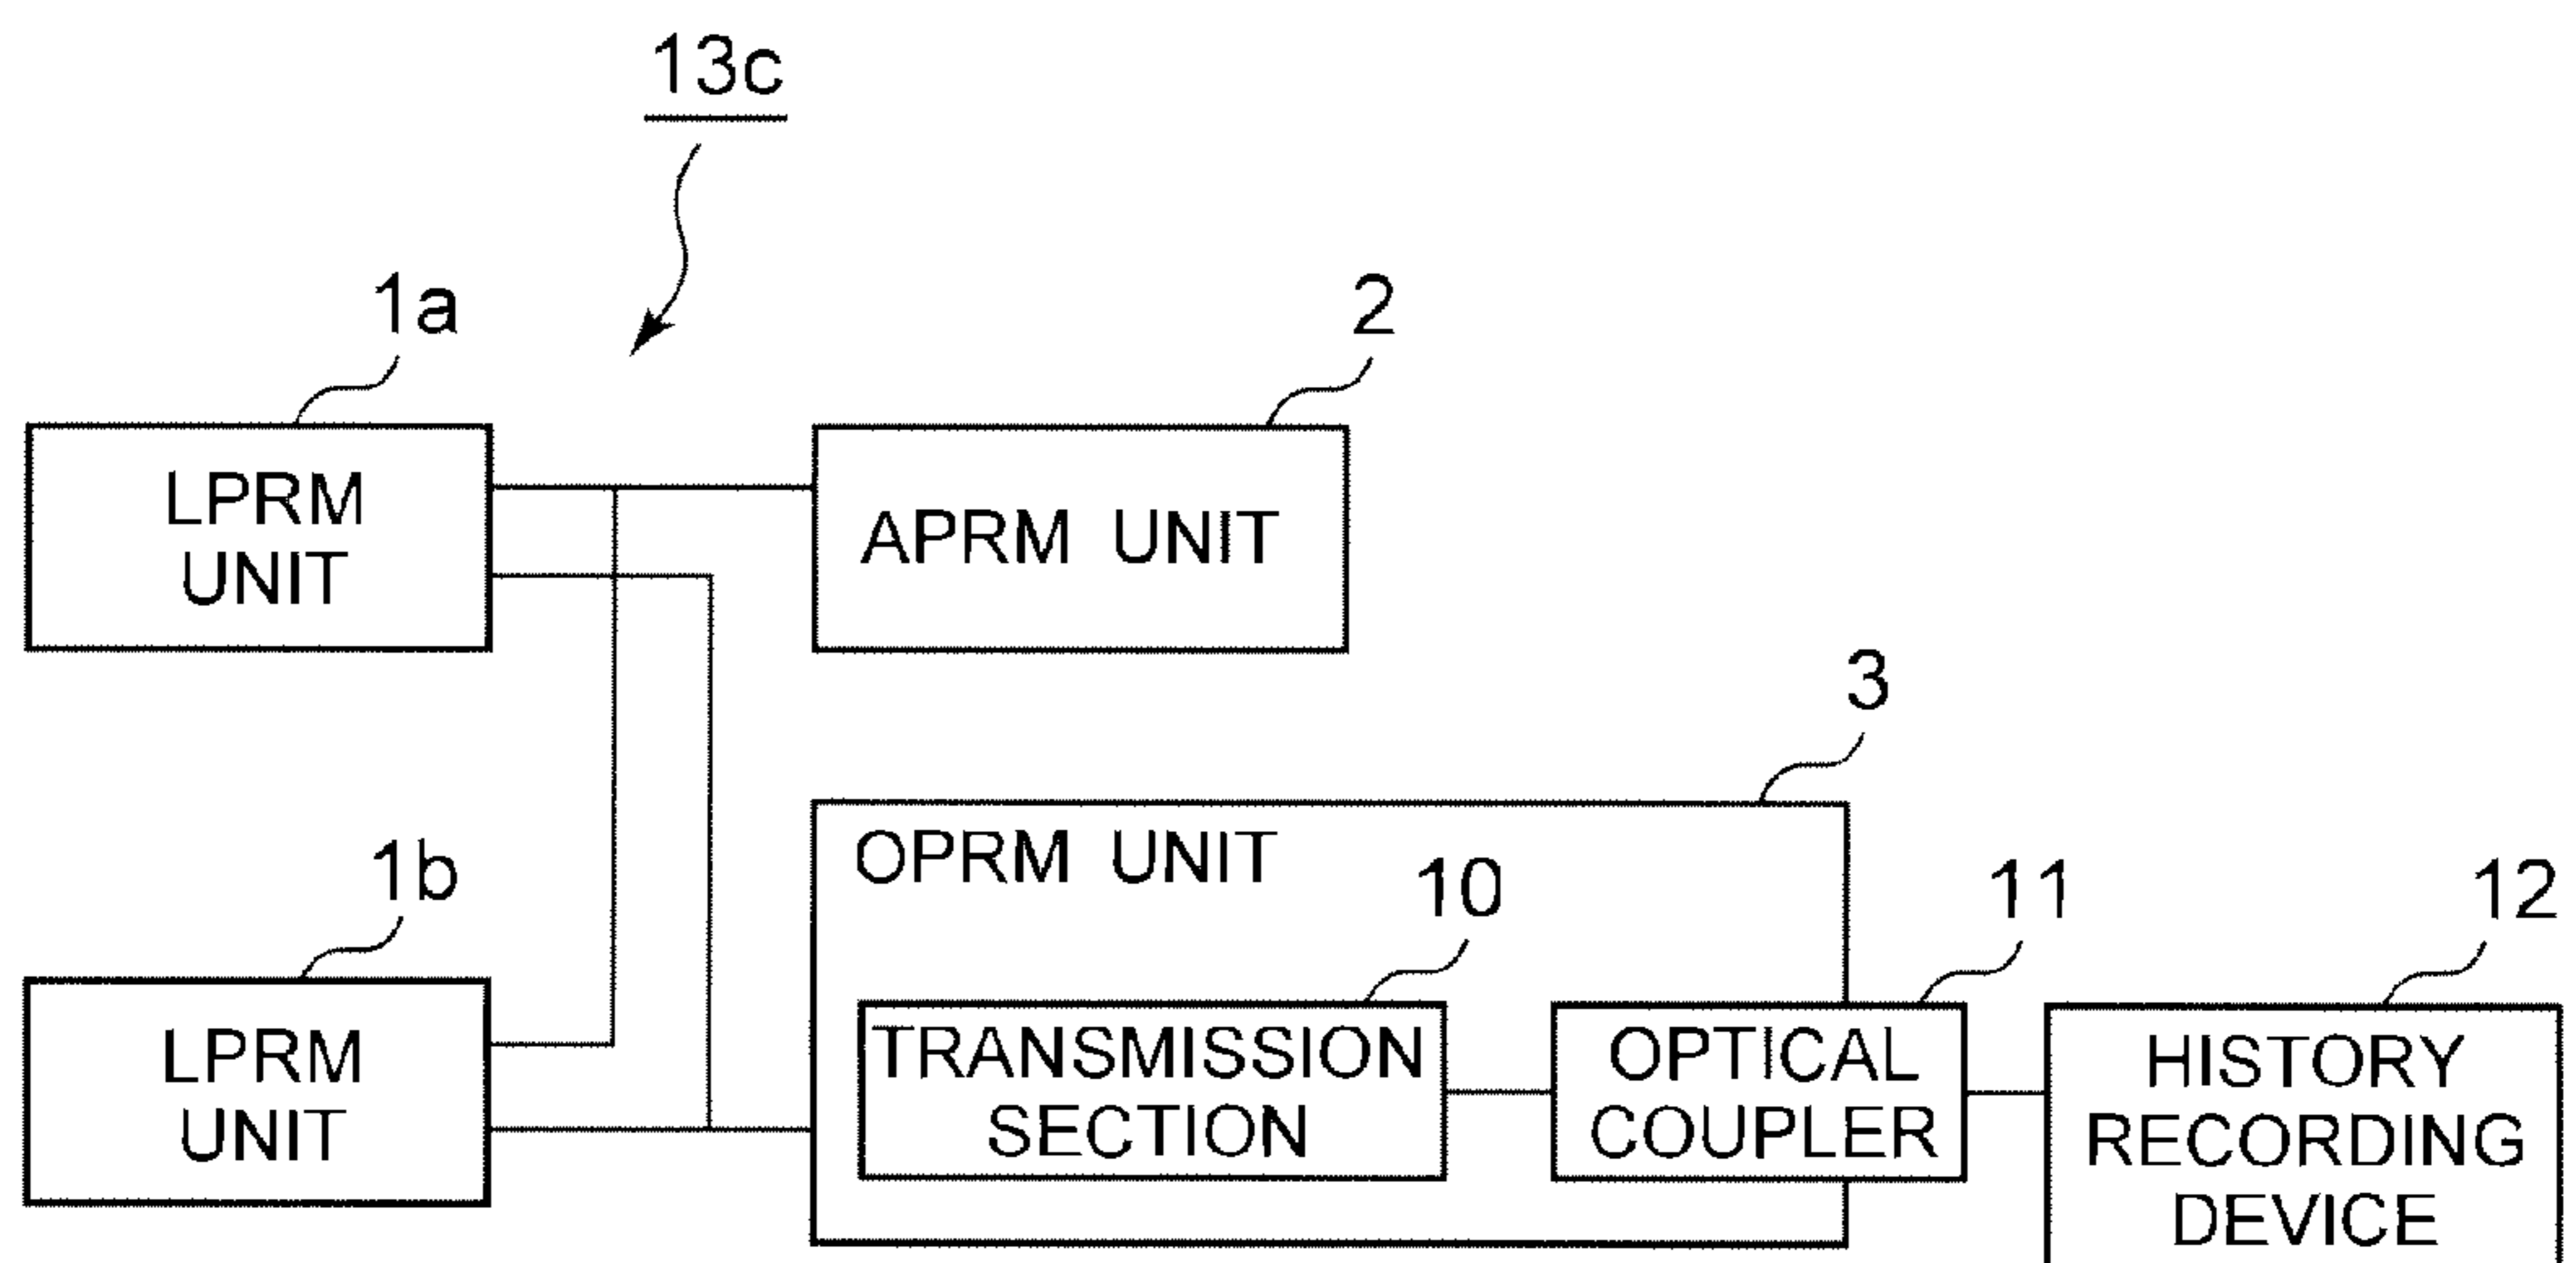 13c
1a
2
LPRM
UNIT
APRM UNIT
3
1b
OPRM UNIT
10
11
12
LPRM
UNIT
TRANSMISSION
SECTION
OPTICAL
COUPLER
HISTORY
RECORDING
DEVICE